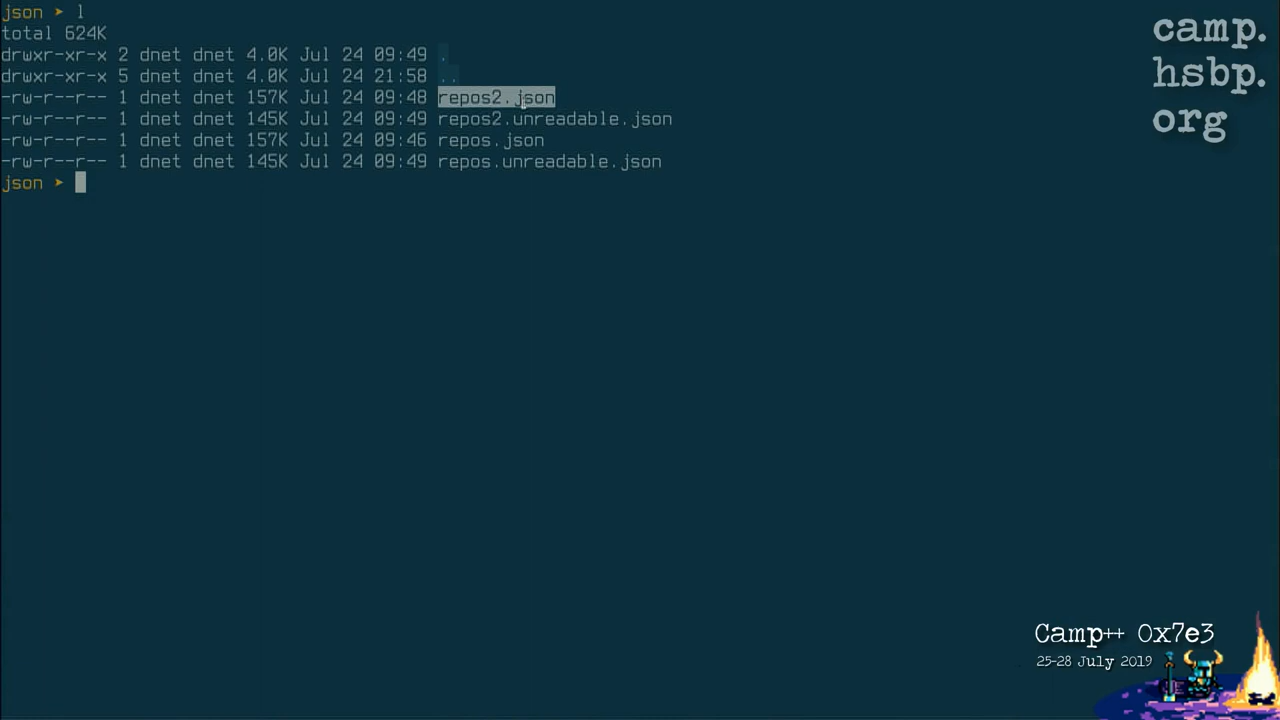 json ➤ l
total 624K
drwxr-xr-x 2 dnet dnet 4.0K Jul 24 09:49 .
drwxr-xr-x 5 dnet dnet 4.0K Jul 24 21:58 ..
-rw-r--r-- 1 dnet dnet 157K Jul 24 09:48 repos2.json
-rw-r--r-- 1 dnet dnet 145K Jul 24 09:49 repos2.unreadable.json
-rw-r--r-- 1 dnet dnet 157K Jul 24 09:46 repos.json
-rw-r--r-- 1 dnet dnet 145K Jul 24 09:49 repos.unreadable.json
json ➤
camp.
hsbp.
org
Camp++ 0x7e3
25-28 July 2019